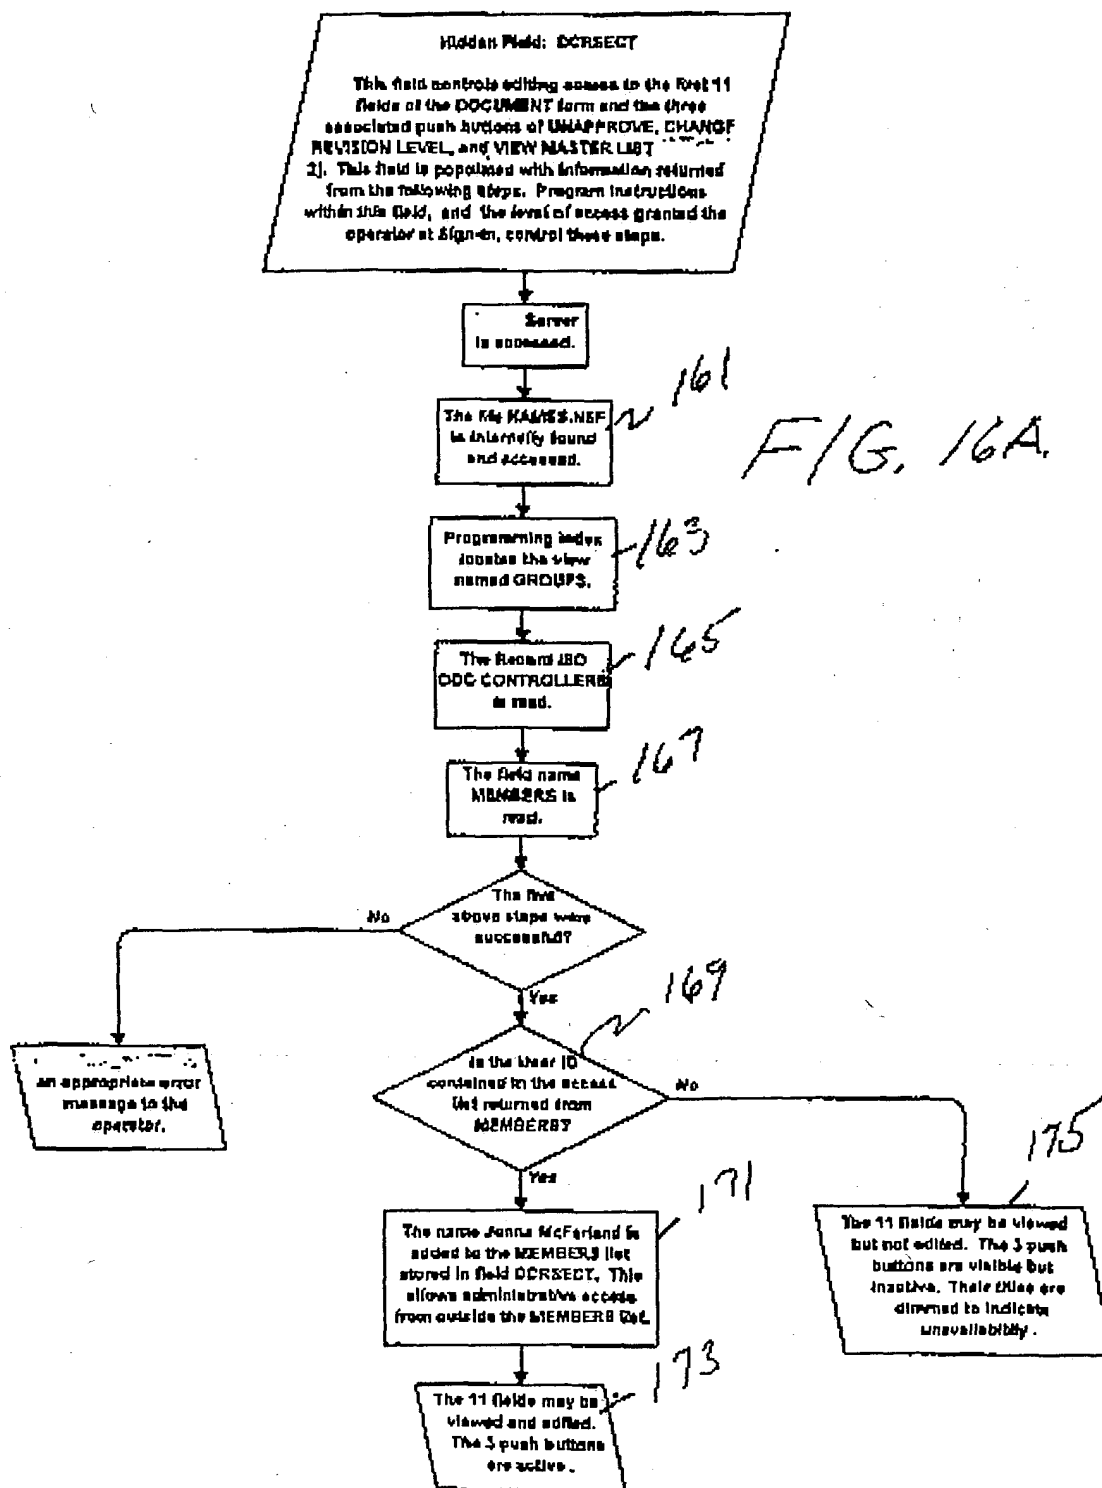 Hidden Field: DCRSECT
This field controls editing access to the first 11
fields of the DOCUMENT form and the three
associated push buttons of UNAPPROVE, CHANGE
REVISION LEVEL, and VIEW MASTER LIST
2]. This field is populated with information returned
from the following steps. Program instructions
within this field, and the level of access granted the
operator at Sign-en, control these steps.
Server
is accessed.
The file NAMES.NSF
is internally found
and accessed.
161
FIG. 16A.
Programming index
locates the view
named GROUPS.
163
The Record ISO
DDC CONTROLLERS
is read.
165
The field name
MEMBERS is
read.
167
The five
above steps were
successful?
No
Yes
169
an appropriate error
message to the
operator.
Is the User ID
contained in the access
list returned from
MEMBERS?
No
Yes
175
171
The name Janna McFarland is
added to the MEMBERS list
stored in field DCRSECT. This
allows administrative access
from outside the MEMBERS list.
The 11 fields may be viewed
but not edited. The 3 push
buttons are visible but
inactive. Their titles are
dimmed to indicate
unavailability.
173
The 11 fields may be
viewed and edited.
The 3 push buttons
are active.